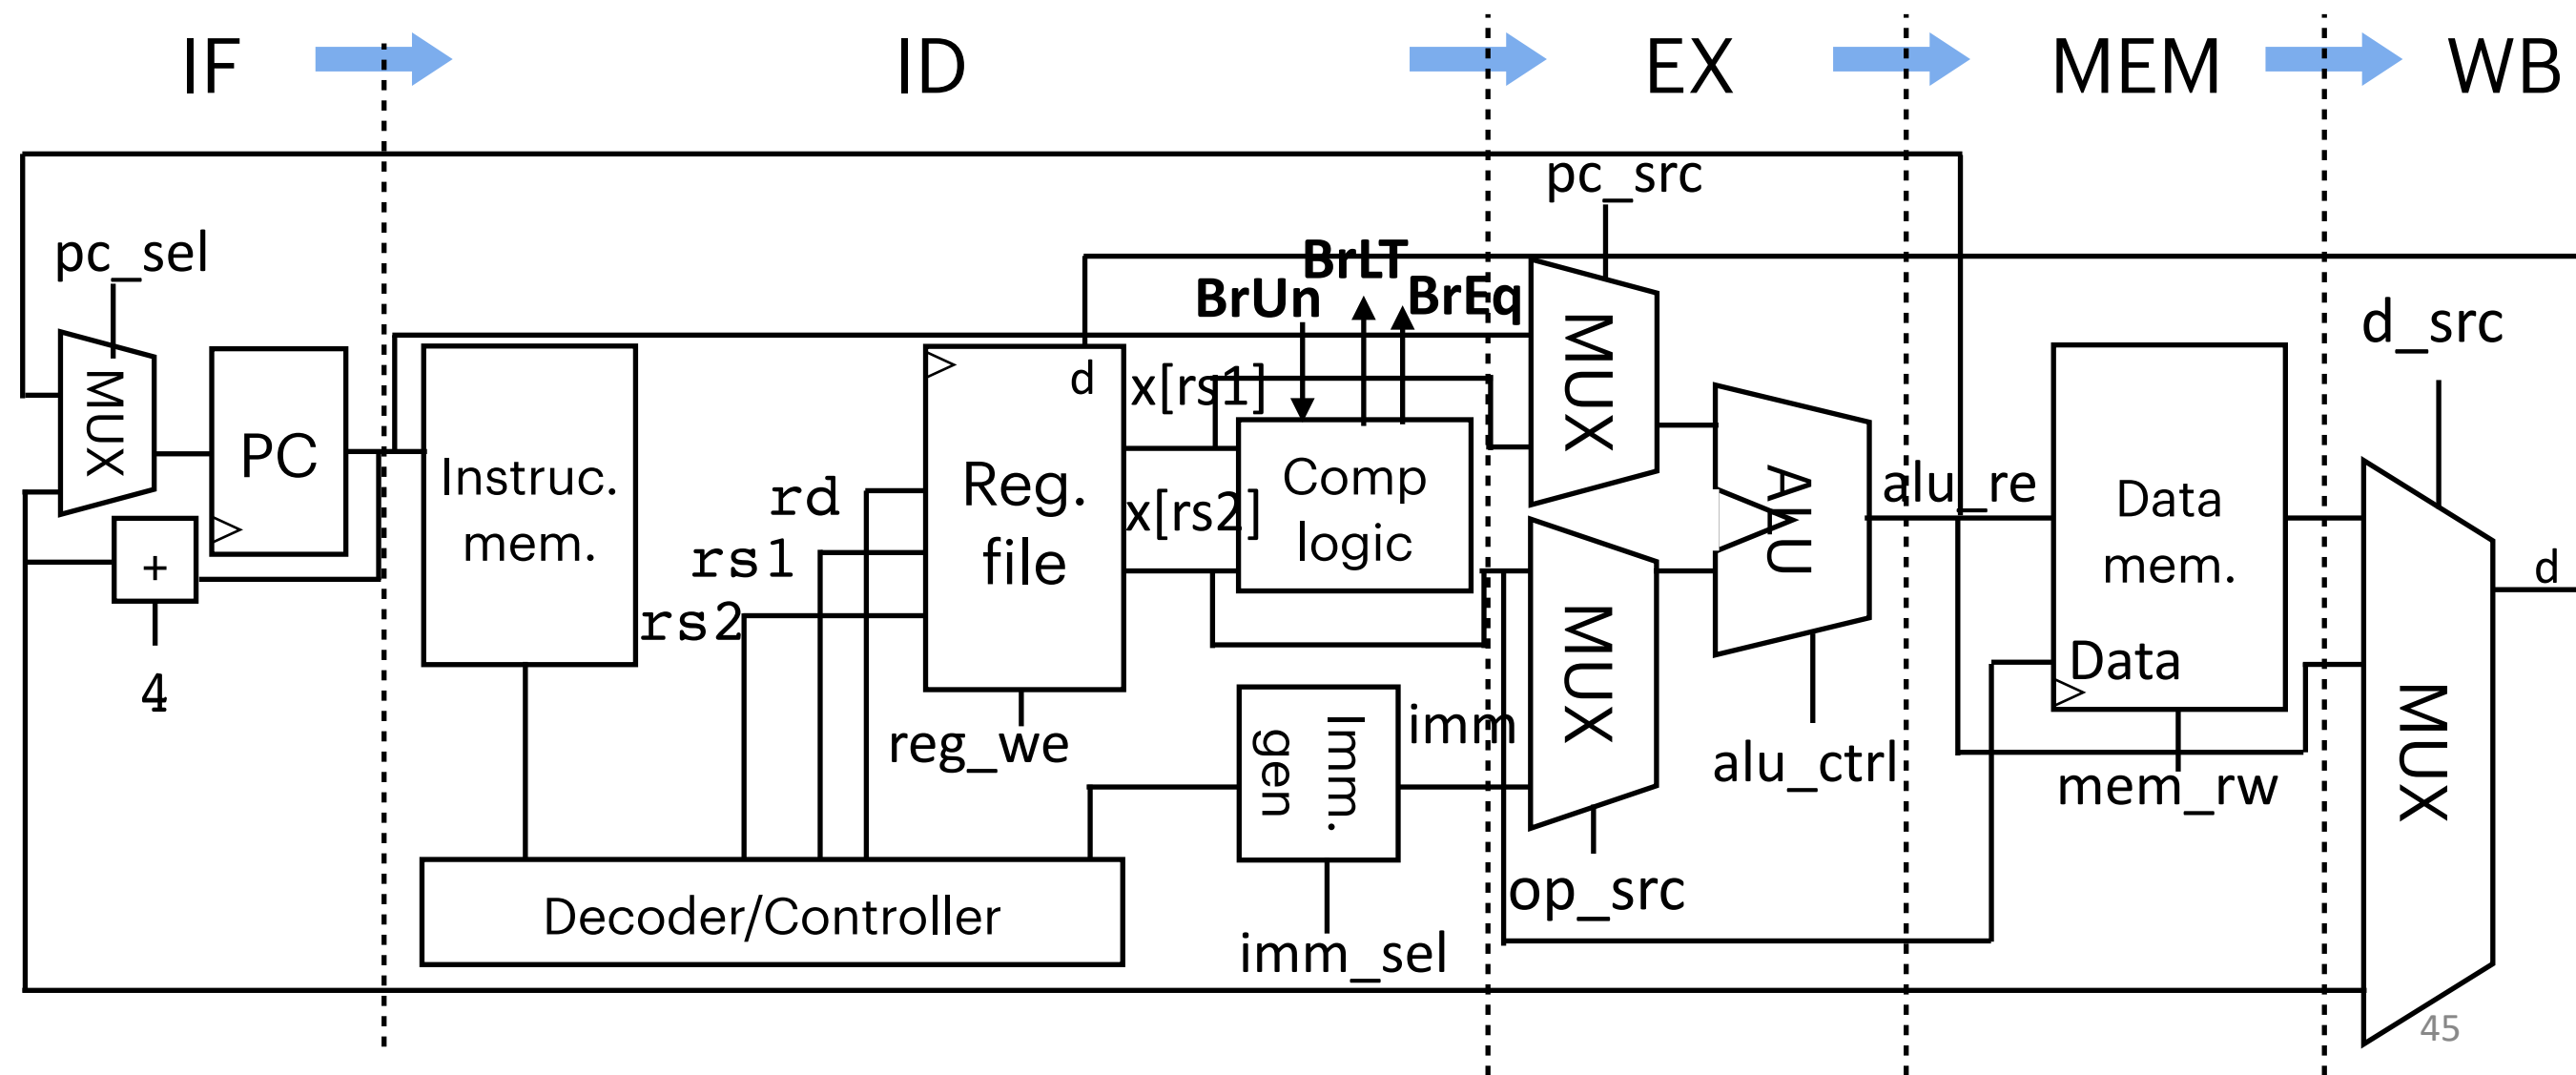 IF
ID
EX
MEM
WB
pc_src
pc_sel
BrLT
BrUn
BrEq
d_src
MUX
PC
+
4
Instruc.
mem.
rd
rs1
rs2
d
Reg.
file
reg_we
x[rs1]
x[rs2]
Comp
logic
Imm.
gen
imm
imm_sel
Decoder/Controller
MUX
MUX
op_src
ALU
alu_ctrl
alu_re
Data
mem.
Data
mem_rw
MUX
d
45